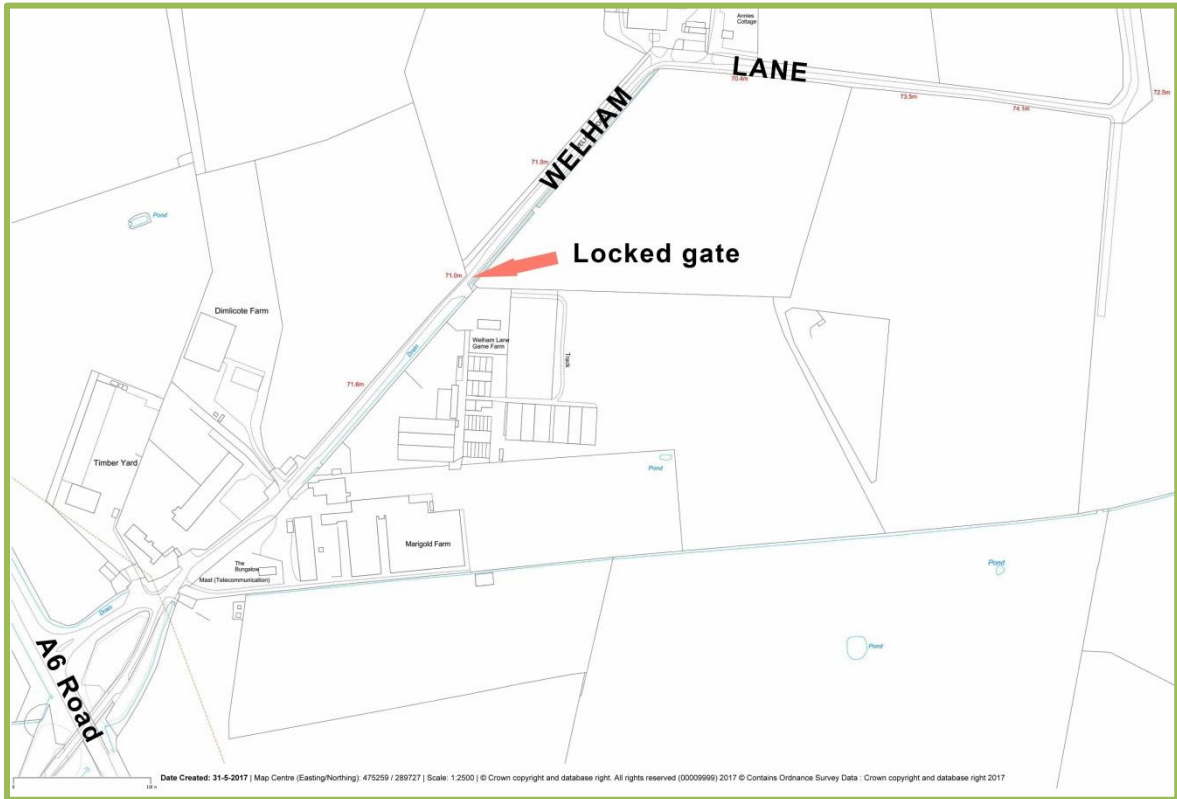 Annies
Cottage
LANE
70.4m
73.5m
74.1m
72.5m
WELHAM
71.0m
Pond
Locked gate
71.0m
Dimlicote Farm
Drain
Welham Lane
Game Farm
Track
71.6m
Timber Yard
Pond
Marigold Farm
The
Bungalow
Mast (Telecommunication)
Pond
Drain
Pond
A6 Road
Date Created: 31-5-2017 | Map Centre (Easting/Northing): 475259 / 289727 | Scale: 1:2500 | © Crown copyright and database right. All rights reserved (00009999) 2017 © Contains Ordnance Survey Data : Crown copyright and database right 2017
0